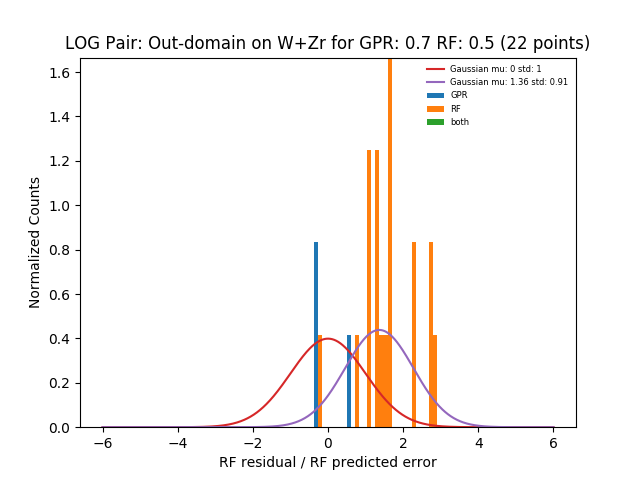 LOG Pair: Out-domain on W+Zr for GPR: 0.7 RF: 0.5 (22 points)
Gaussian mu: 0 std: 1
Gaussian mu: 1.36 std: 0.91
GPR
RF
both
Normalized Counts
1.6
1.4
1.2
1.0
0.8
0.6
0.4
0.2
0.0
−6 −4 −2 0 2 4 6
RF residual / RF predicted error